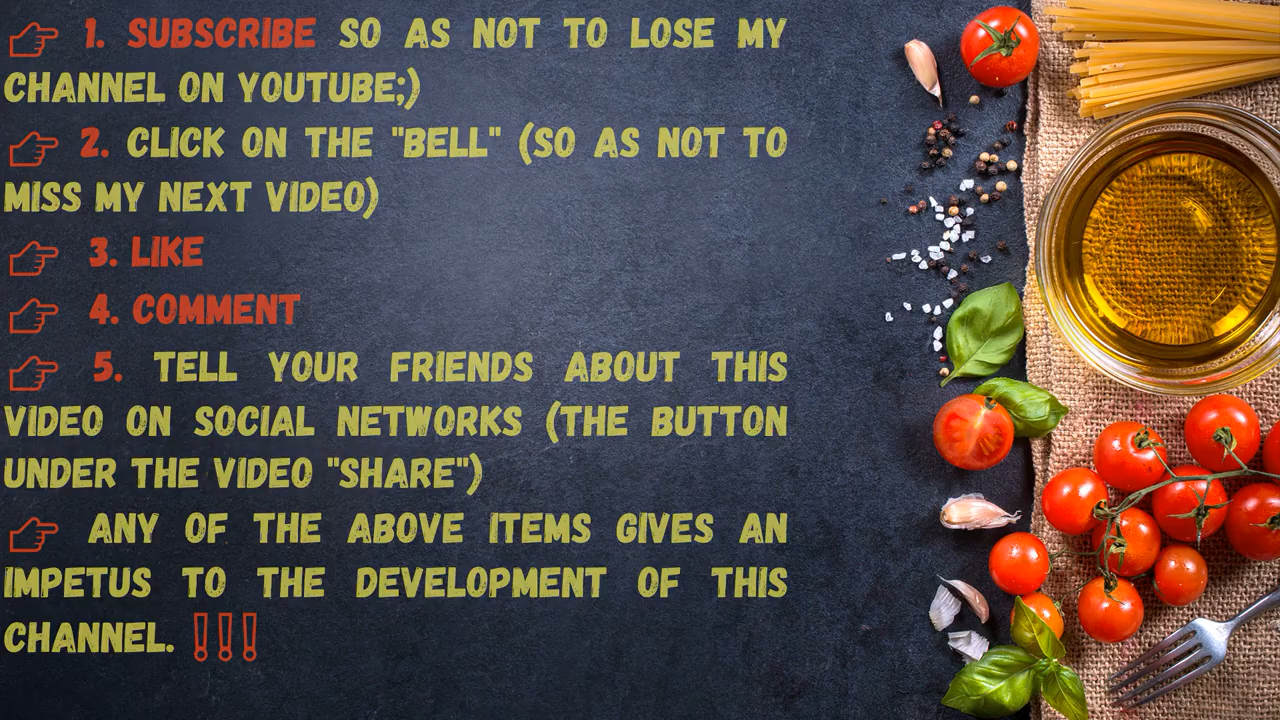 👉 1. SUBSCRIBE SO AS NOT TO LOSE MY
CHANNEL ON YOUTUBE;)
👉 2. CLICK ON THE "BELL" (SO AS NOT TO
MISS MY NEXT VIDEO)
👉 3. LIKE
👉 4. COMMENT
👉 5. TELL YOUR FRIENDS ABOUT THIS
VIDEO ON SOCIAL NETWORKS (THE BUTTON
UNDER THE VIDEO "SHARE")
👉 ANY OF THE ABOVE ITEMS GIVES AN
IMPETUS TO THE DEVELOPMENT OF THIS
CHANNEL. !!!